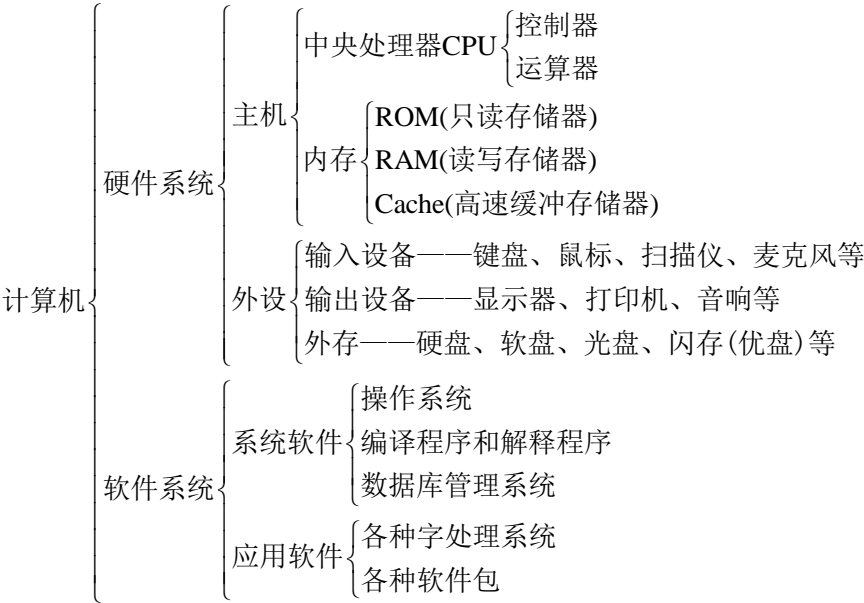 中央处理器CPU
控制器
运算器
主机
内存
ROM(只读存储器)
RAM(读写存储器)
Cache(高速缓冲存储器)
硬件系统
外设
输入设备——键盘、鼠标、扫描仪、麦克风等
输出设备——显示器、打印机、音响等
外存——硬盘、软盘、光盘、闪存(优盘)等
计算机
软件系统
系统软件
操作系统
编译程序和解释程序
数据库管理系统
应用软件
各种字处理系统
各种软件包